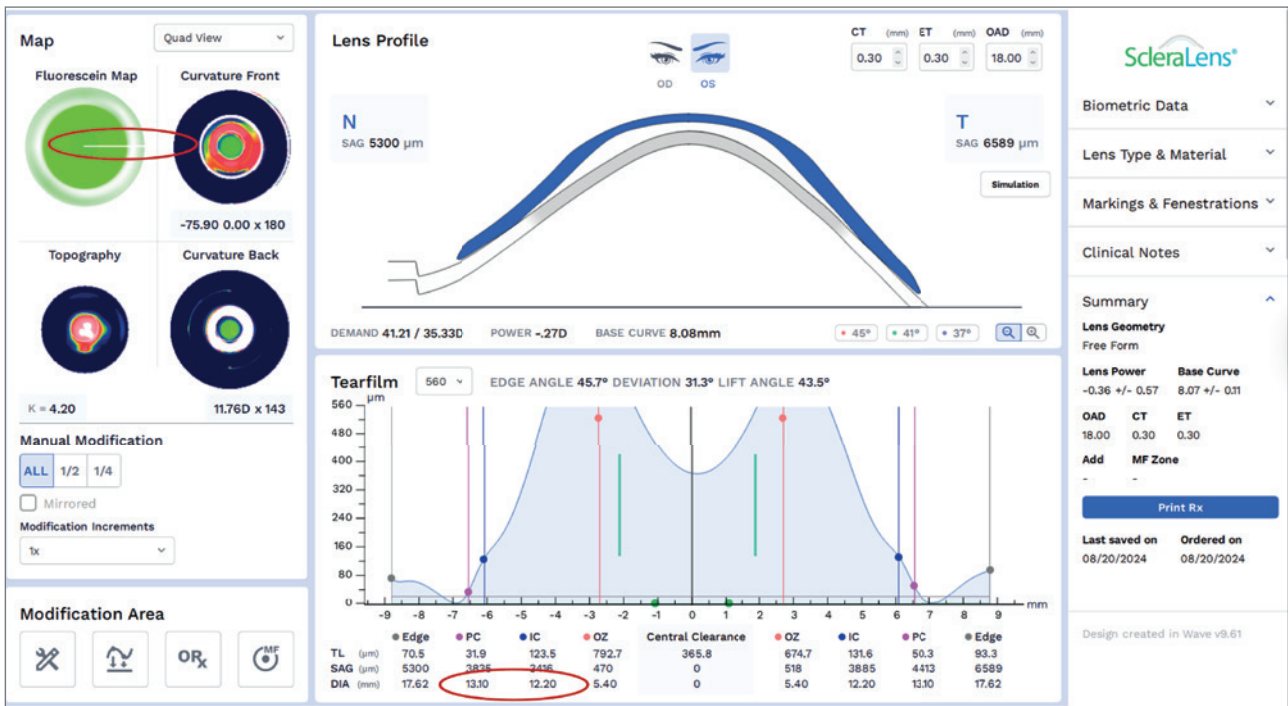 Map
Quad View
Fluorescein Map Curvature Front
-75.90 0.00 x 180
Topography Curvature Back
K = 4.20 11.76D x 143
Manual Modification
ALL 1/2 1/4
Mirrored
Modification Increments
1x
Modification Area
ORx
MF
Lens Profile
OD OS
CT (mm) ET (mm) OAD (mm)
0.30 0.30 18.00
N
SAG 5300 µm
T
SAG 6589 µm
Simulation
DEMAND 41.21 / 35.33D POWER -.27D BASE CURVE 8.08mm
45° 41° 37°
Tearfilm 560 EDGE ANGLE 45.7° DEVIATION 31.3° LIFT ANGLE 43.5°
µm
560
480
400
320
240
160
80
0
-9 -8 -7 -6 -5 -4 -3 -2 -1 0 1 2 3 4 5 6 7 8 9 mm
Edge PC IC OZ Central Clearance OZ IC PC Edge
TL (µm) 70.5 31.9 123.5 792.7 365.8 674.7 131.6 50.3 93.3
SAG (µm) 5300 3835 3416 470 0 518 3885 4413 6589
DIA (mm) 17.62 13.10 12.20 5.40 0 5.40 12.20 13.10 17.62
ScleraLens®
Biometric Data
Lens Type & Material
Markings & Fenestrations
Clinical Notes
Summary
Lens Geometry
Free Form
Lens Power Base Curve
-0.36 +/- 0.57 8.07 +/- 0.11
OAD CT ET
18.00 0.30 0.30
Add MF Zone
- -
Print Rx
Last saved on Ordered on
08/20/2024 08/20/2024
Design created in Wave v9.61